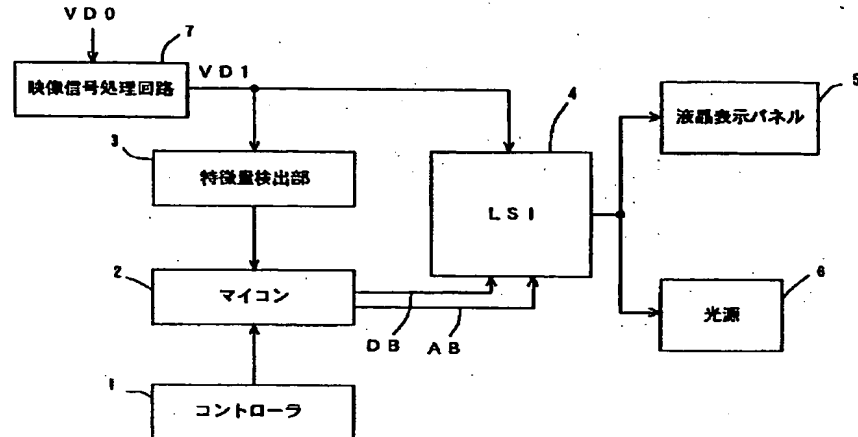 VD0
7
映像信号処理回路
VD1
4
5
液晶表示パネル
3
特徴量検出部
LSI
2
マイコン
6
光源
DB
AB
1
コントローラ